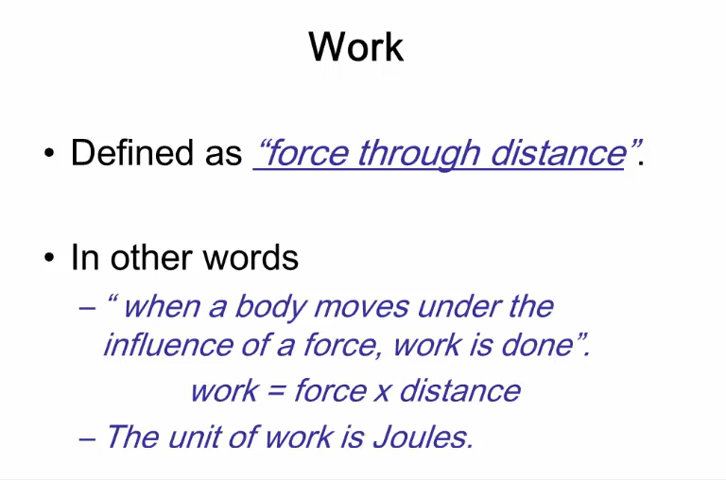 Work
• Defined as “force through distance”.
• In other words
– “ when a body moves under the
influence of a force, work is done”.
work = force x distance
– The unit of work is Joules.